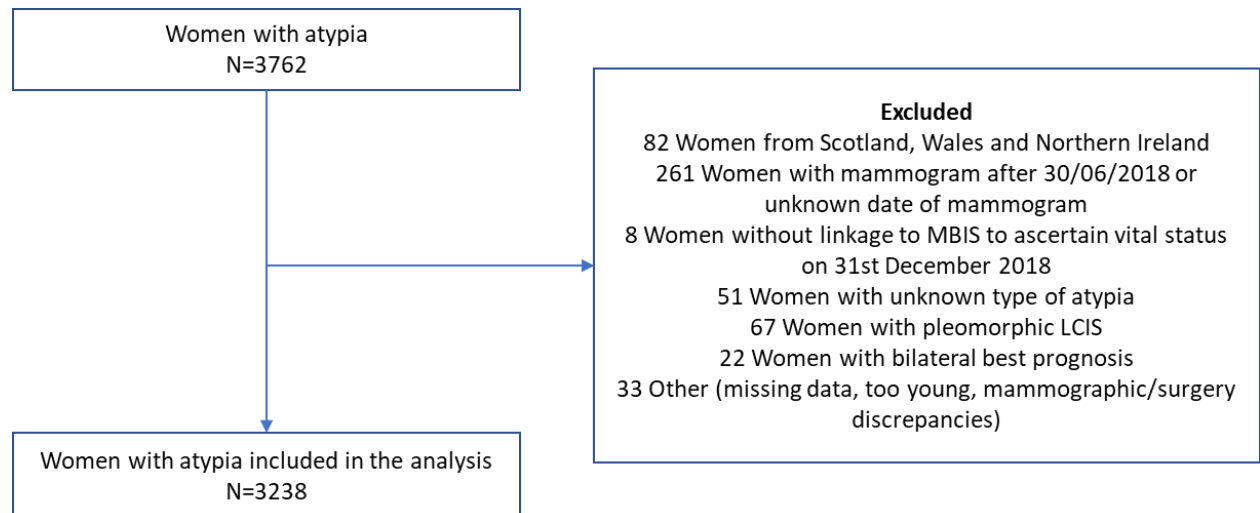 Women with atypia
N=3762
Excluded
82 Women from Scotland, Wales and Northern Ireland
261 Women with mammogram after 30/06/2018 or
unknown date of mammogram
8 Women without linkage to MBIS to ascertain vital status
on 31st December 2018
51 Women with unknown type of atypia
67 Women with pleomorphic LCIS
22 Women with bilateral best prognosis
33 Other (missing data, too young, mammographic/surgery
discrepancies)
Women with atypia included in the analysis
N=3238